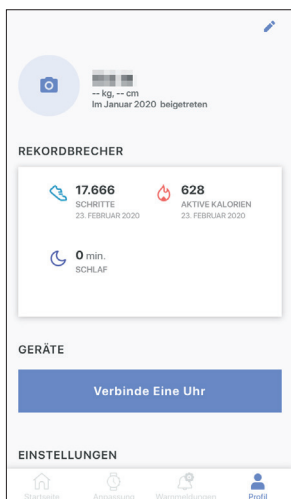 -- kg, -- cm
Im Januar 2020 beigetreten
REKORDBRECHER
17.666
SCHRITTE
23. FEBRUAR 2020
628
AKTIVE KALORIEN
23. FEBRUAR 2020
0 min.
SCHLAF
GERÄTE
Verbinde Eine Uhr
EINSTELLUNGEN
Startseite
Anpassung
Warnmeldungen
Profil